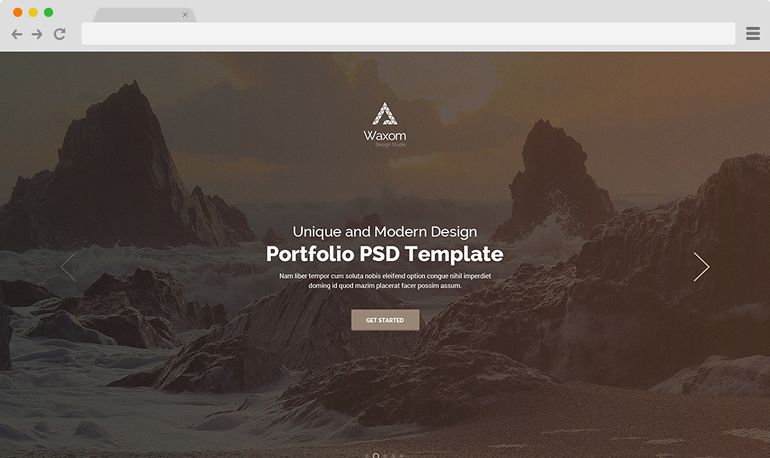 Waxom
Design Studio
Unique and Modern Design
Portfolio PSD Template
Nam liber tempor cum soluta nobis eleifend option congue nihil imperdiet
doming id quod mazim placerat facer possim assum.
GET STARTED